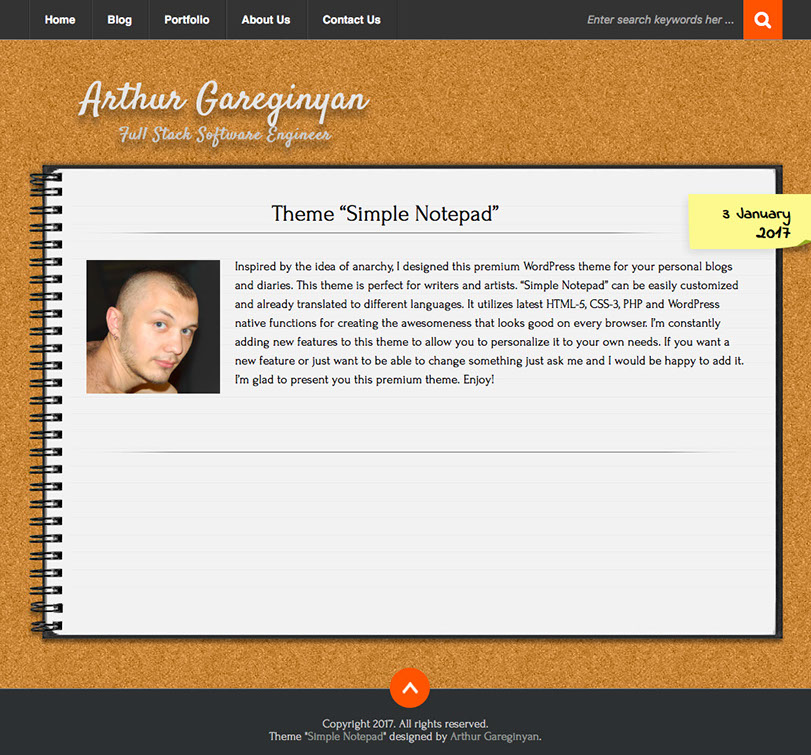 Home Blog Portfolio About Us Contact Us Enter search keywords her ...
Arthur Gareginyan
Full Stack Software Engineer
Theme “Simple Notepad”
3 January
2017
Inspired by the idea of anarchy, I designed this premium WordPress theme for your personal blogs
and diaries. This theme is perfect for writers and artists. “Simple Notepad” can be easily customized
and already translated to different languages. It utilizes latest HTML-5, CSS-3, PHP and WordPress
native functions for creating the awesomeness that looks good on every browser. I’m constantly
adding new features to this theme to allow you to personalize it to your own needs. If you want a
new feature or just want to be able to change something just ask me and I would be happy to add it.
I’m glad to present you this premium theme. Enjoy!
Copyright 2017. All rights reserved.
Theme "Simple Notepad" designed by Arthur Gareginyan.